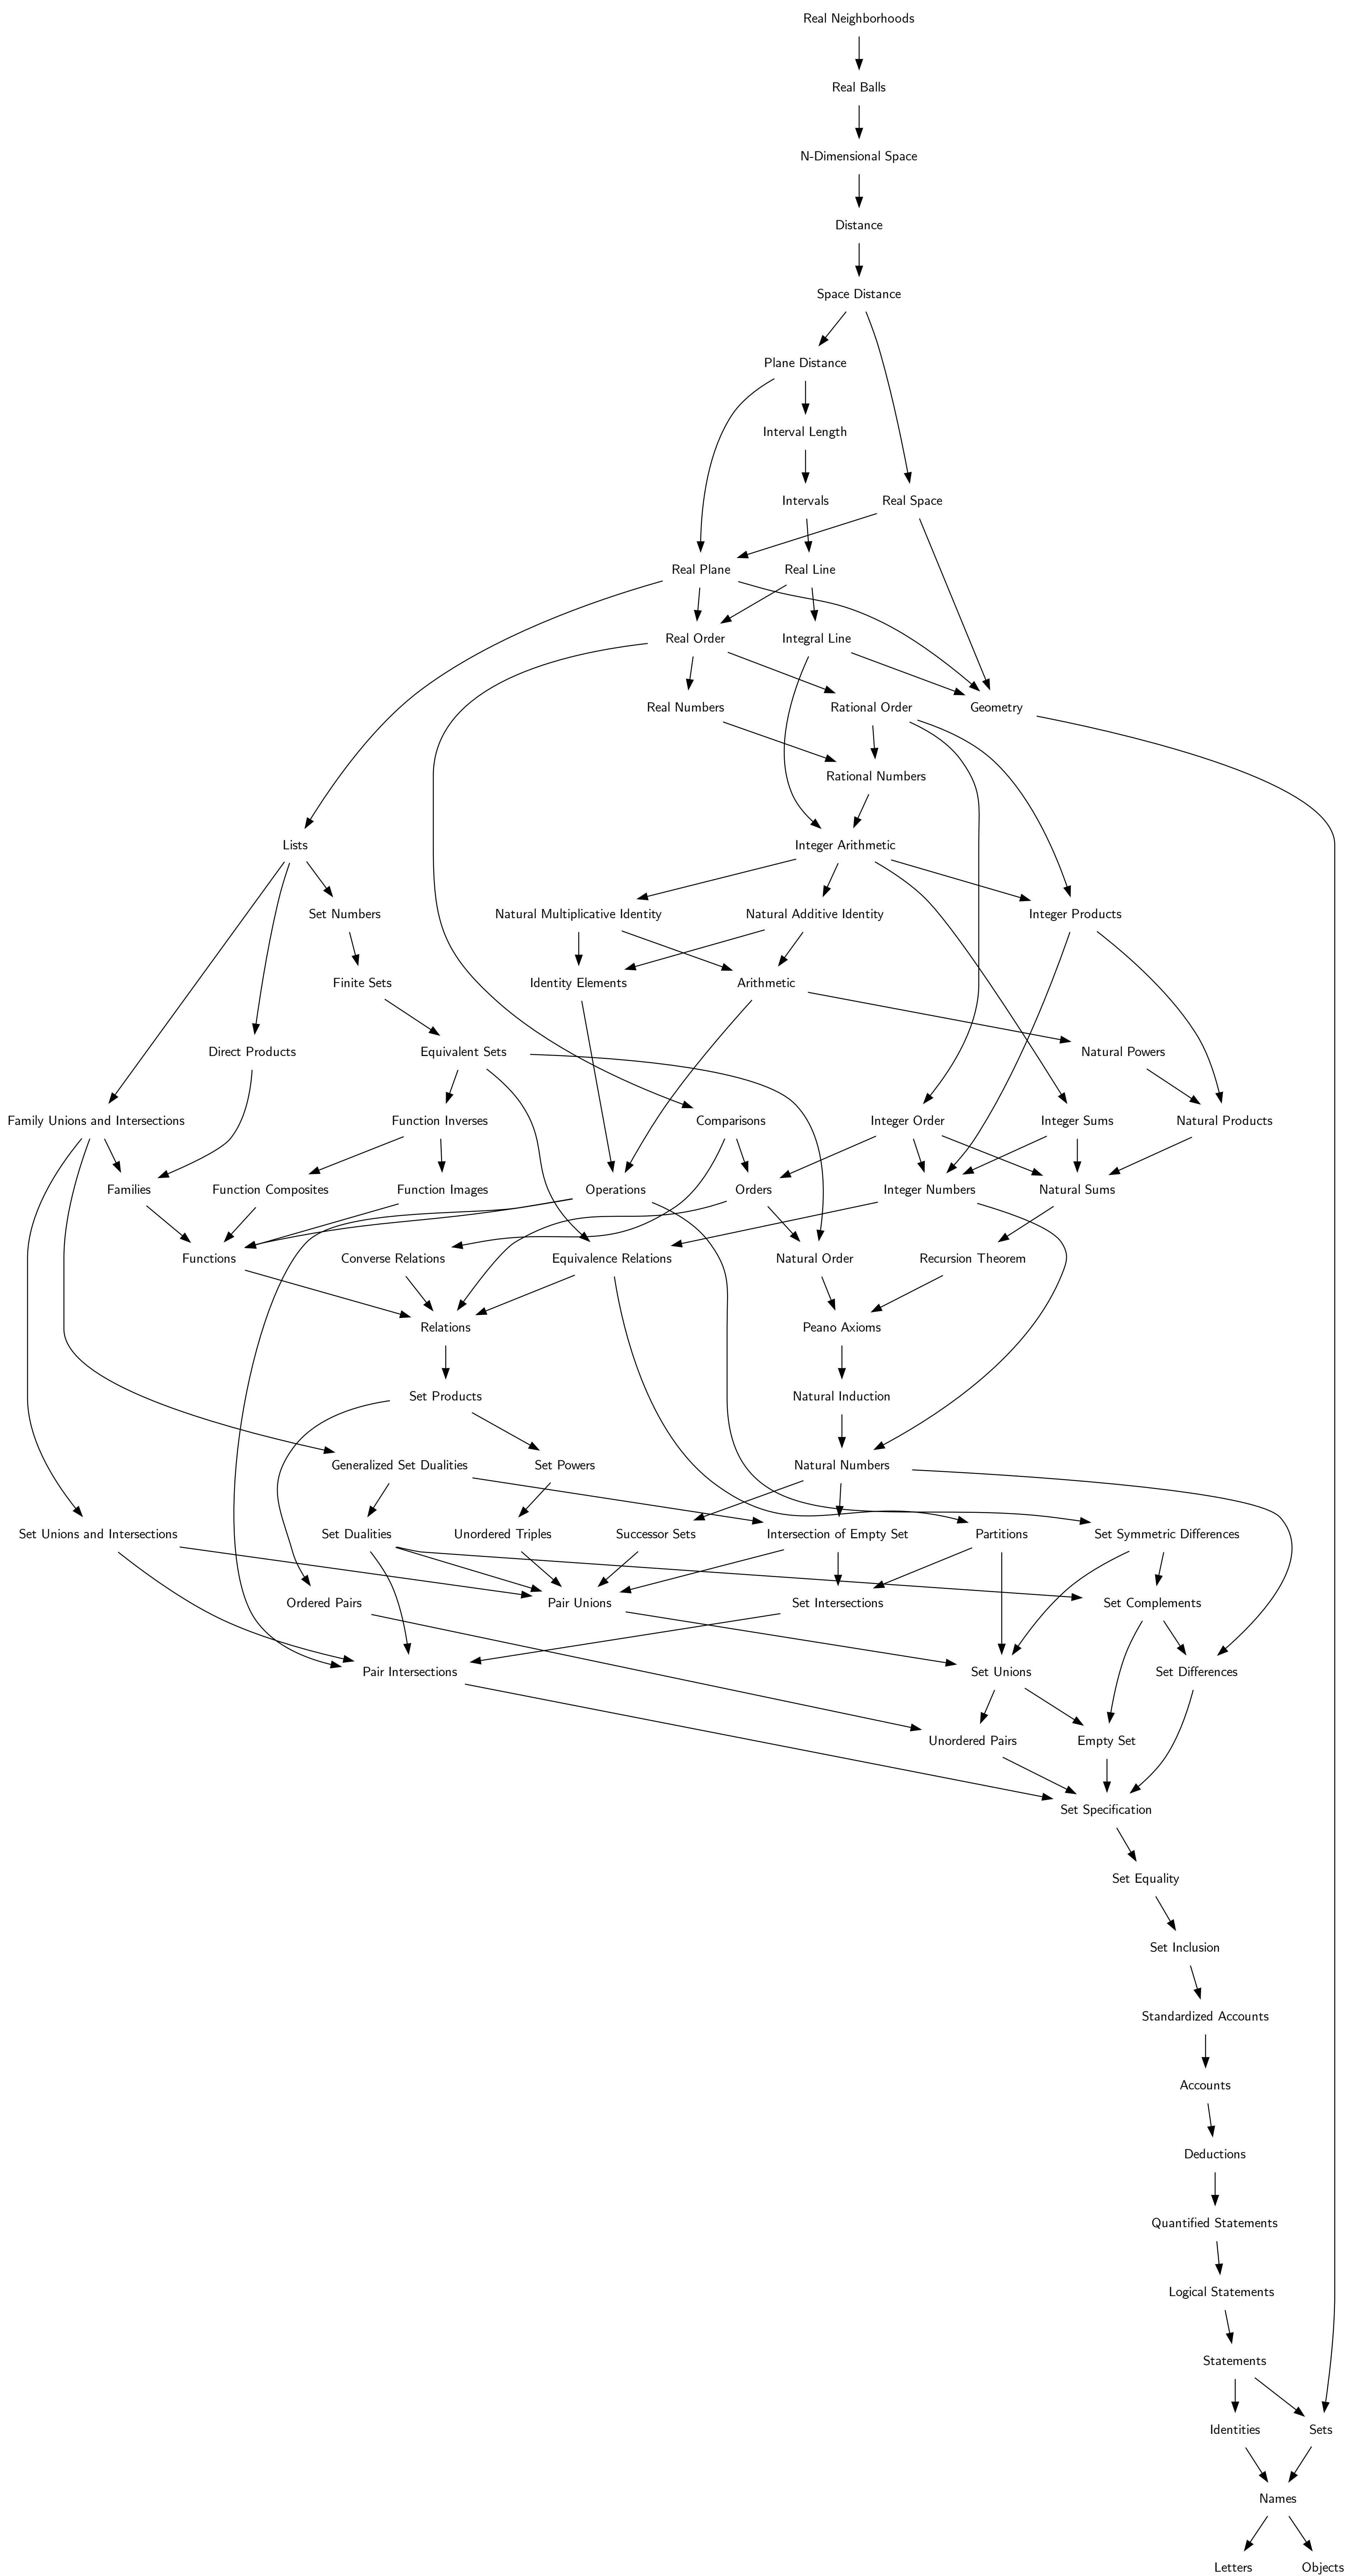 Real Neighborhoods
Real Balls
N-Dimensional Space
Distance
Space Distance
Plane Distance
Interval Length
Intervals
Real Space
Real Plane
Real Line
Real Order
Integral Line
Real Numbers
Rational Order
Geometry
Rational Numbers
Lists
Integer Arithmetic
Set Numbers
Natural Multiplicative Identity
Natural Additive Identity
Integer Products
Finite Sets
Identity Elements
Arithmetic
Direct Products
Equivalent Sets
Natural Powers
Family Unions and Intersections
Function Inverses
Comparisons
Integer Order
Integer Sums
Natural Products
Families
Function Composites
Function Images
Operations
Orders
Integer Numbers
Natural Sums
Functions
Converse Relations
Equivalence Relations
Natural Order
Recursion Theorem
Relations
Peano Axioms
Set Products
Natural Induction
Generalized Set Dualities
Set Powers
Natural Numbers
Set Unions and Intersections
Set Dualities
Unordered Triples
Successor Sets
Intersection of Empty Set
Partitions
Set Symmetric Differences
Ordered Pairs
Pair Unions
Set Intersections
Set Complements
Pair Intersections
Set Unions
Set Differences
Unordered Pairs
Empty Set
Set Specification
Set Equality
Set Inclusion
Standardized Accounts
Accounts
Deductions
Quantified Statements
Logical Statements
Statements
Identities
Sets
Names
Letters
Objects